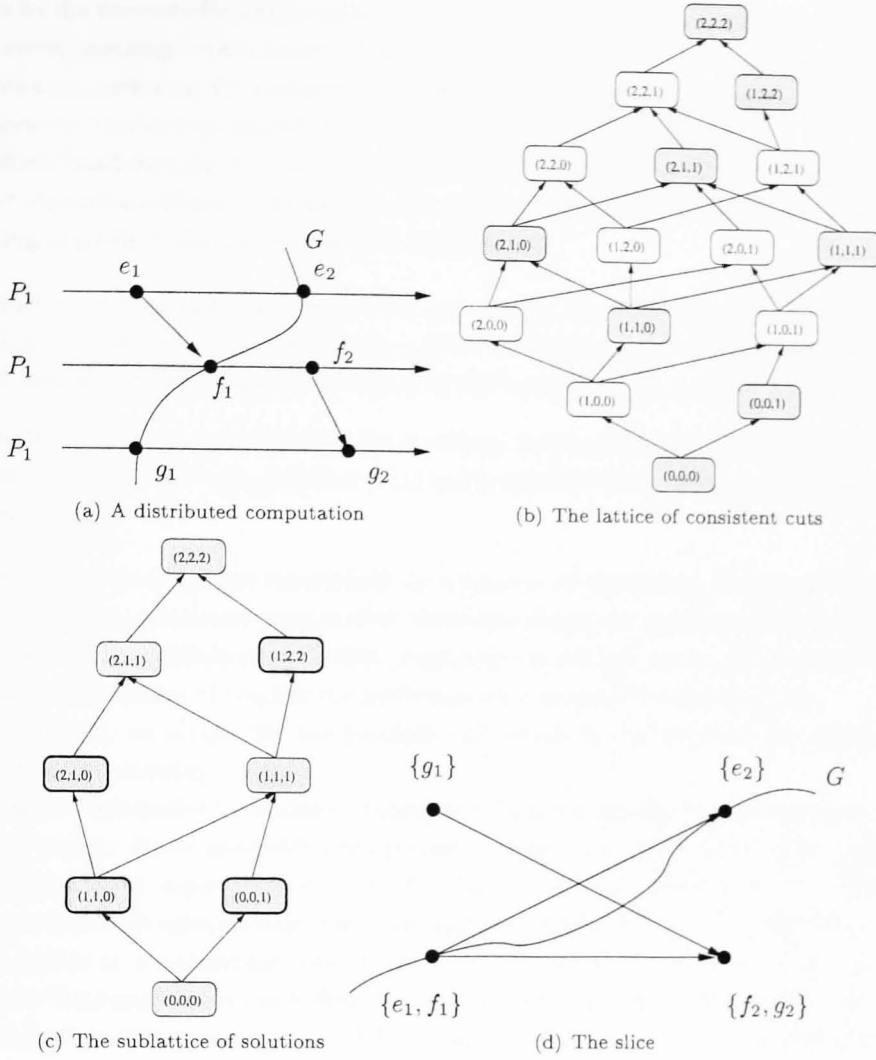 G
e1 e2
P1
f2
P1
f1
P1
g1 g2
(a) A distributed computation
(2,2,2)
(2,2,1) (1,2,2)
(2,2,0) (2,1,1) (1,2,1)
(2,1,0) (1,2,0) (2,0,1) (1,1,1)
(2,0,0) (1,1,0) (1,0,1)
(1,0,0) (0,0,1)
(0,0,0)
(b) The lattice of consistent cuts
(2,2,2)
(2,1,1) (1,2,2)
(2,1,0) (1,1,1)
(1,1,0) (0,0,1)
(0,0,0)
(c) The sublattice of solutions
{g1} {e2} G
{e1, f1} {f2, g2}
(d) The slice